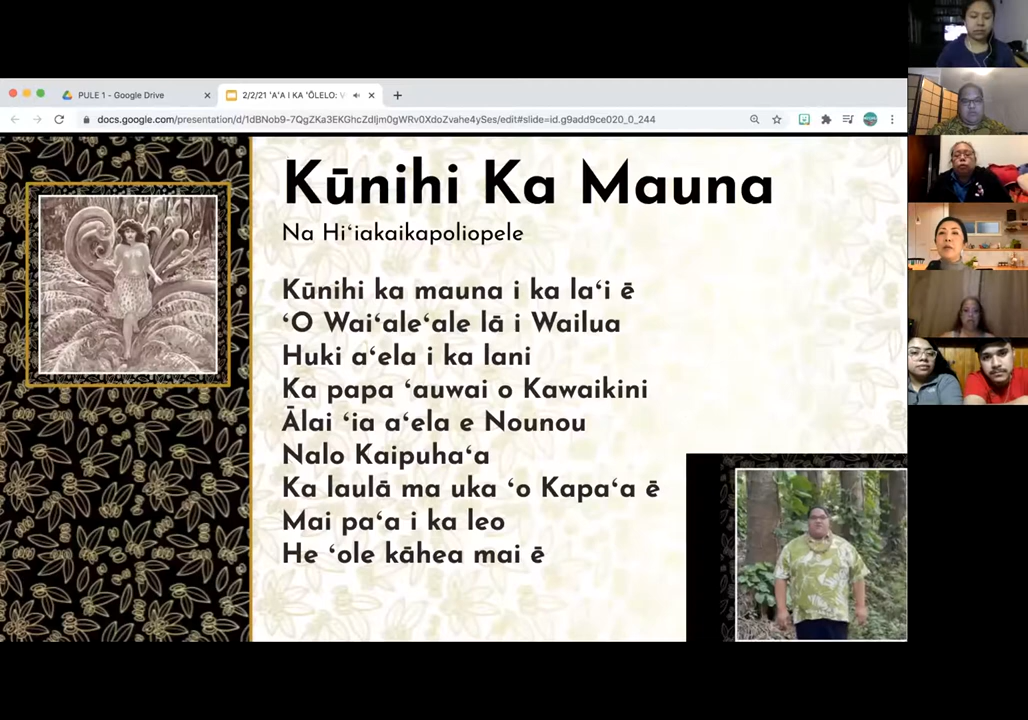 PULE 1 - Google Drive
2/2/21 'A'A I KA 'ŌLELO: V
docs.google.com/presentation/d/1dBNob9-7QgZKa3EKGhcZdljm0gWRv0XdoZvahe4ySes/edit#slide=id.g9add9ce020_0_244
Kūnihi Ka Mauna
Na Hiʻiakaikapoliopele
Kūnihi ka mauna i ka laʻi ē
ʻO Waiʻaleʻale lā i Wailua
Huki aʻela i ka lani
Ka papa ʻauwai o Kawaikini
Ālai ʻia aʻela e Nounou
Nalo Kaipuhaʻa
Ka laulā ma uka ʻo Kapaʻa ē
Mai paʻa i ka leo
He ʻole kāhea mai ē